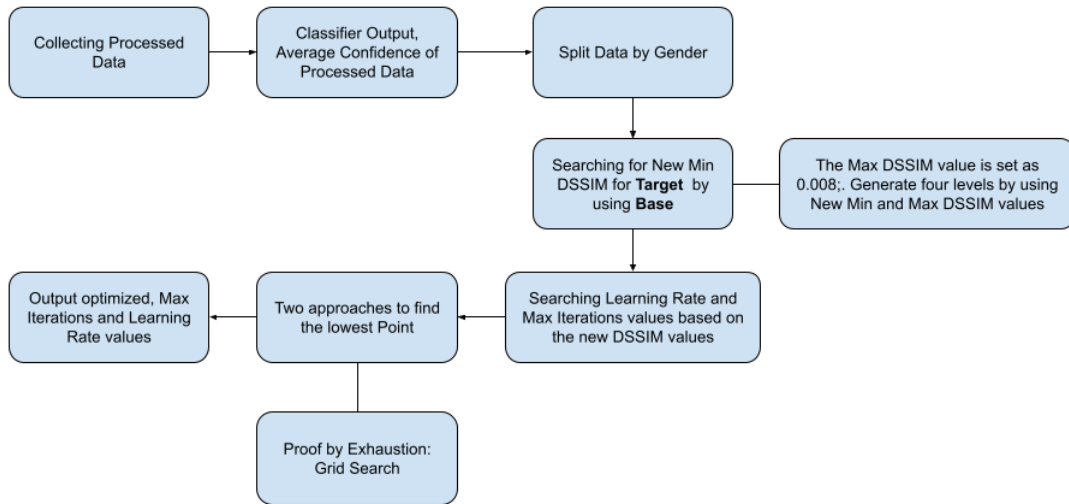 Collecting Processed
Data
Classifier Output,
Average Confidence of
Processed Data
Split Data by Gender
Searching for New Min
DSSIM for Target by
using Base
The Max DSSIM value is set as
0.008;. Generate four levels by using
New Min and Max DSSIM values
Searching Learning Rate and
Max Iterations values based on
the new DSSIM values
Two approaches to find
the lowest Point
Output optimized, Max
Iterations and Learning
Rate values
Proof by Exhaustion:
Grid Search